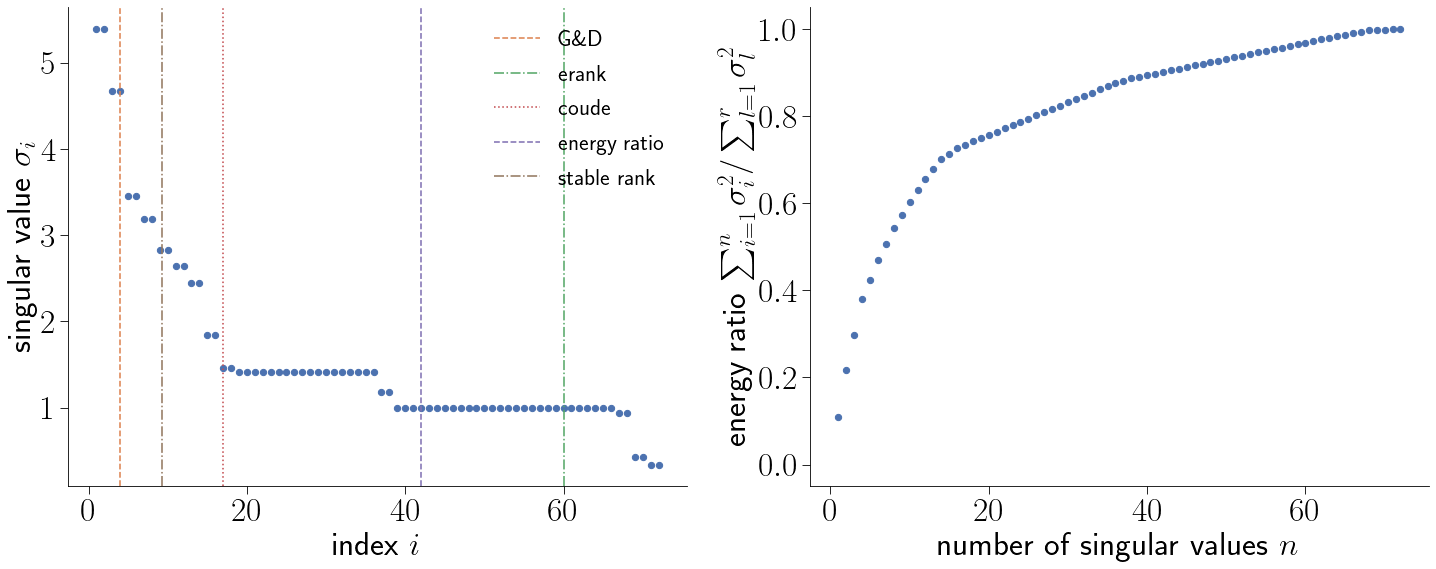 5
4
3
2
1
singular value σ_i
0 20 40 60
index i
G&D
erank
coude
energy ratio
stable rank
1.0
0.8
0.6
0.4
0.2
0.0
energy ratio ∑_{i=1}^{n} σ_i^2 / ∑_{l=1}^{r} σ_l^2
0 20 40 60
number of singular values n